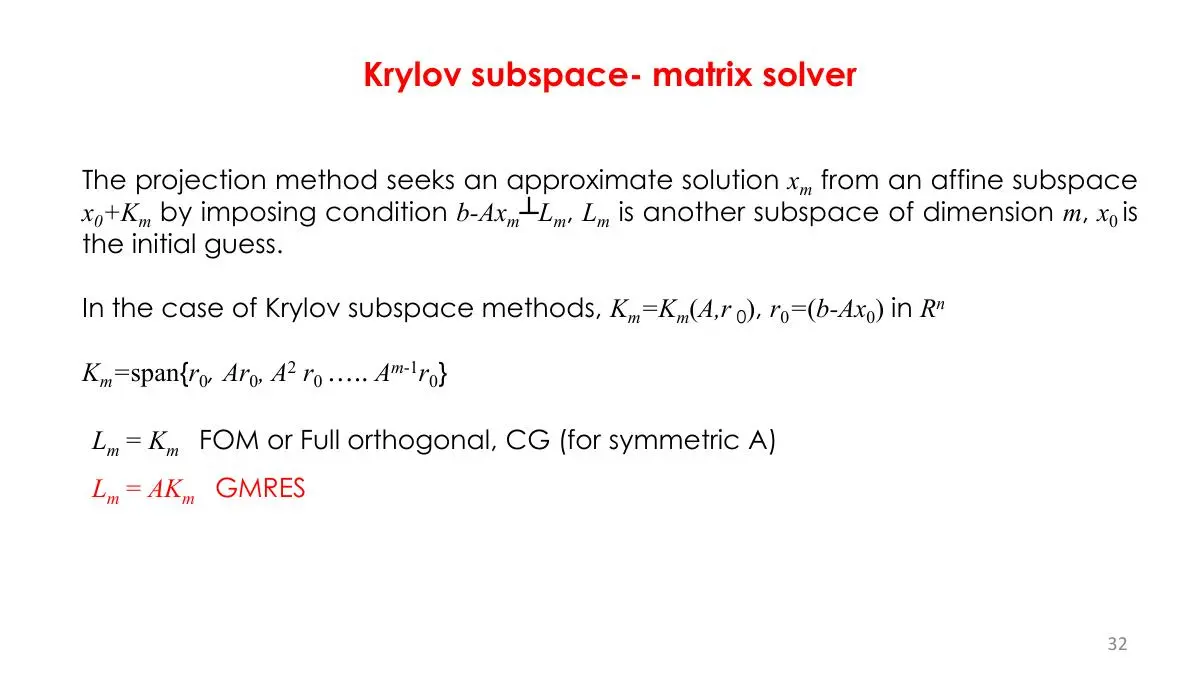 Krylov subspace- matrix solver
The projection method seeks an approximate solution xₘ from an affine subspace
x₀+Kₘ by imposing condition b-Axₘ┴Lₘ, Lₘ is another subspace of dimension m, x₀ is
the initial guess.
In the case of Krylov subspace methods, Kₘ=Kₘ(A,r ₀), r₀=(b-Ax₀) in Rⁿ
Kₘ=span{r₀, Ar₀, A² r₀ ….. Aᵐ⁻¹r₀}
Lₘ = Kₘ FOM or Full orthogonal, CG (for symmetric A)
Lₘ = AKₘ GMRES
32